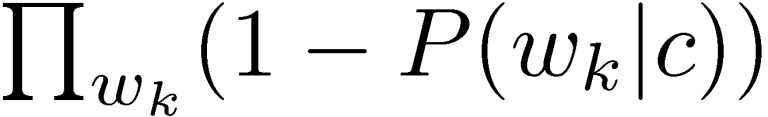 ∏_{w_k}(1 − P(w_k|c))